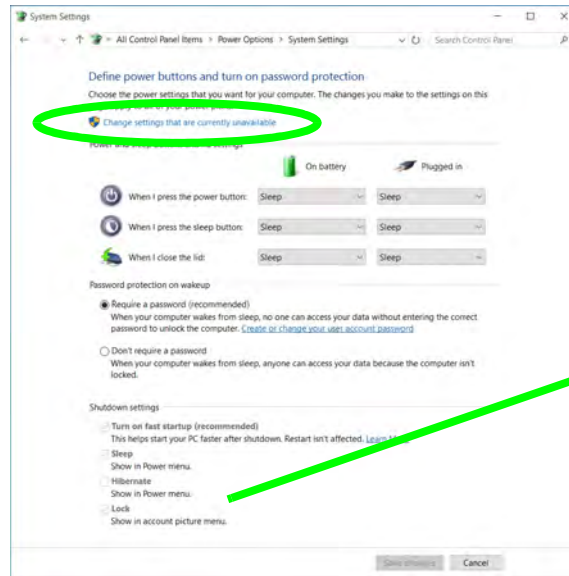 System Settings
All Control Panel Items > Power Options > System Settings
Search Control Panel
Define power buttons and turn on password protection
Choose the power settings that you want for your computer. The changes you make to the settings on this
Change settings that are currently unavailable
On battery
Plugged in
When I press the power button: Sleep Sleep
When I press the sleep button: Sleep Sleep
When I close the lid: Sleep Sleep
Password protection on wakeup
Require a password (recommended)
When your computer wakes from sleep, no one can access your data without entering the correct
password to unlock the computer. Create or change your user account password
Don't require a password
When your computer wakes from sleep, anyone can access your data because the computer isn't
locked.
Shutdown settings
Turn on fast startup (recommended)
This helps start your PC faster after shutdown. Restart isn't affected.
Sleep
Show in Power menu.
Hibernate
Show in Power menu.
Lock
Show in account picture menu.
Save changes
Cancel